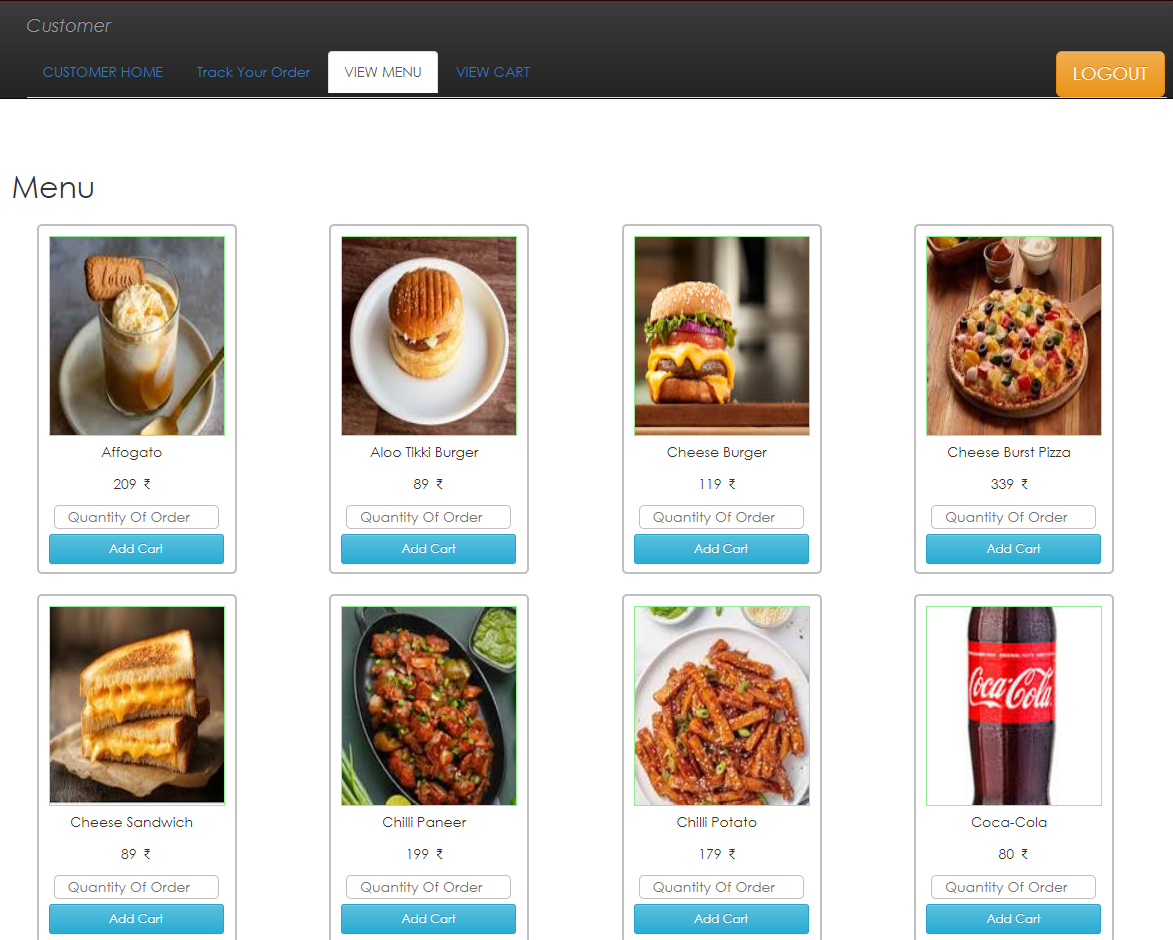 Customer
CUSTOMER HOME
Track Your Order
VIEW MENU
VIEW CART
LOGOUT
Menu
Lotus
Affogato
209 ₹
Quantity Of Order
Add Cart
Aloo Tikki Burger
89 ₹
Quantity Of Order
Add Cart
Cheese Burger
119 ₹
Quantity Of Order
Add Cart
Cheese Burst Pizza
339 ₹
Quantity Of Order
Add Cart
Cheese Sandwich
89 ₹
Quantity Of Order
Add Cart
Chilli Paneer
199 ₹
Quantity Of Order
Add Cart
Chilli Potato
179 ₹
Quantity Of Order
Add Cart
Coca-Cola
Coca-Cola
80 ₹
Quantity Of Order
Add Cart